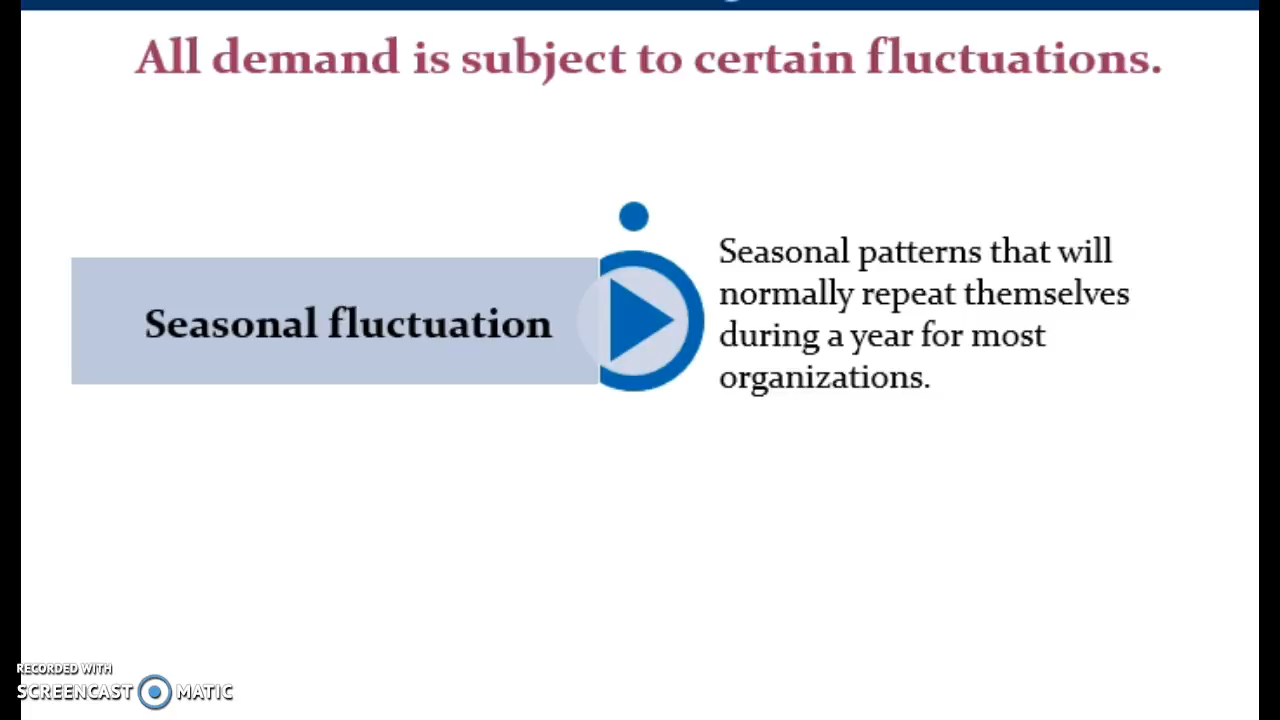 All demand is subject to certain fluctuations.
Seasonal fluctuation
Seasonal patterns that will
normally repeat themselves
during a year for most
organizations.
RECORDED WITH
SCREENCAST MATIC